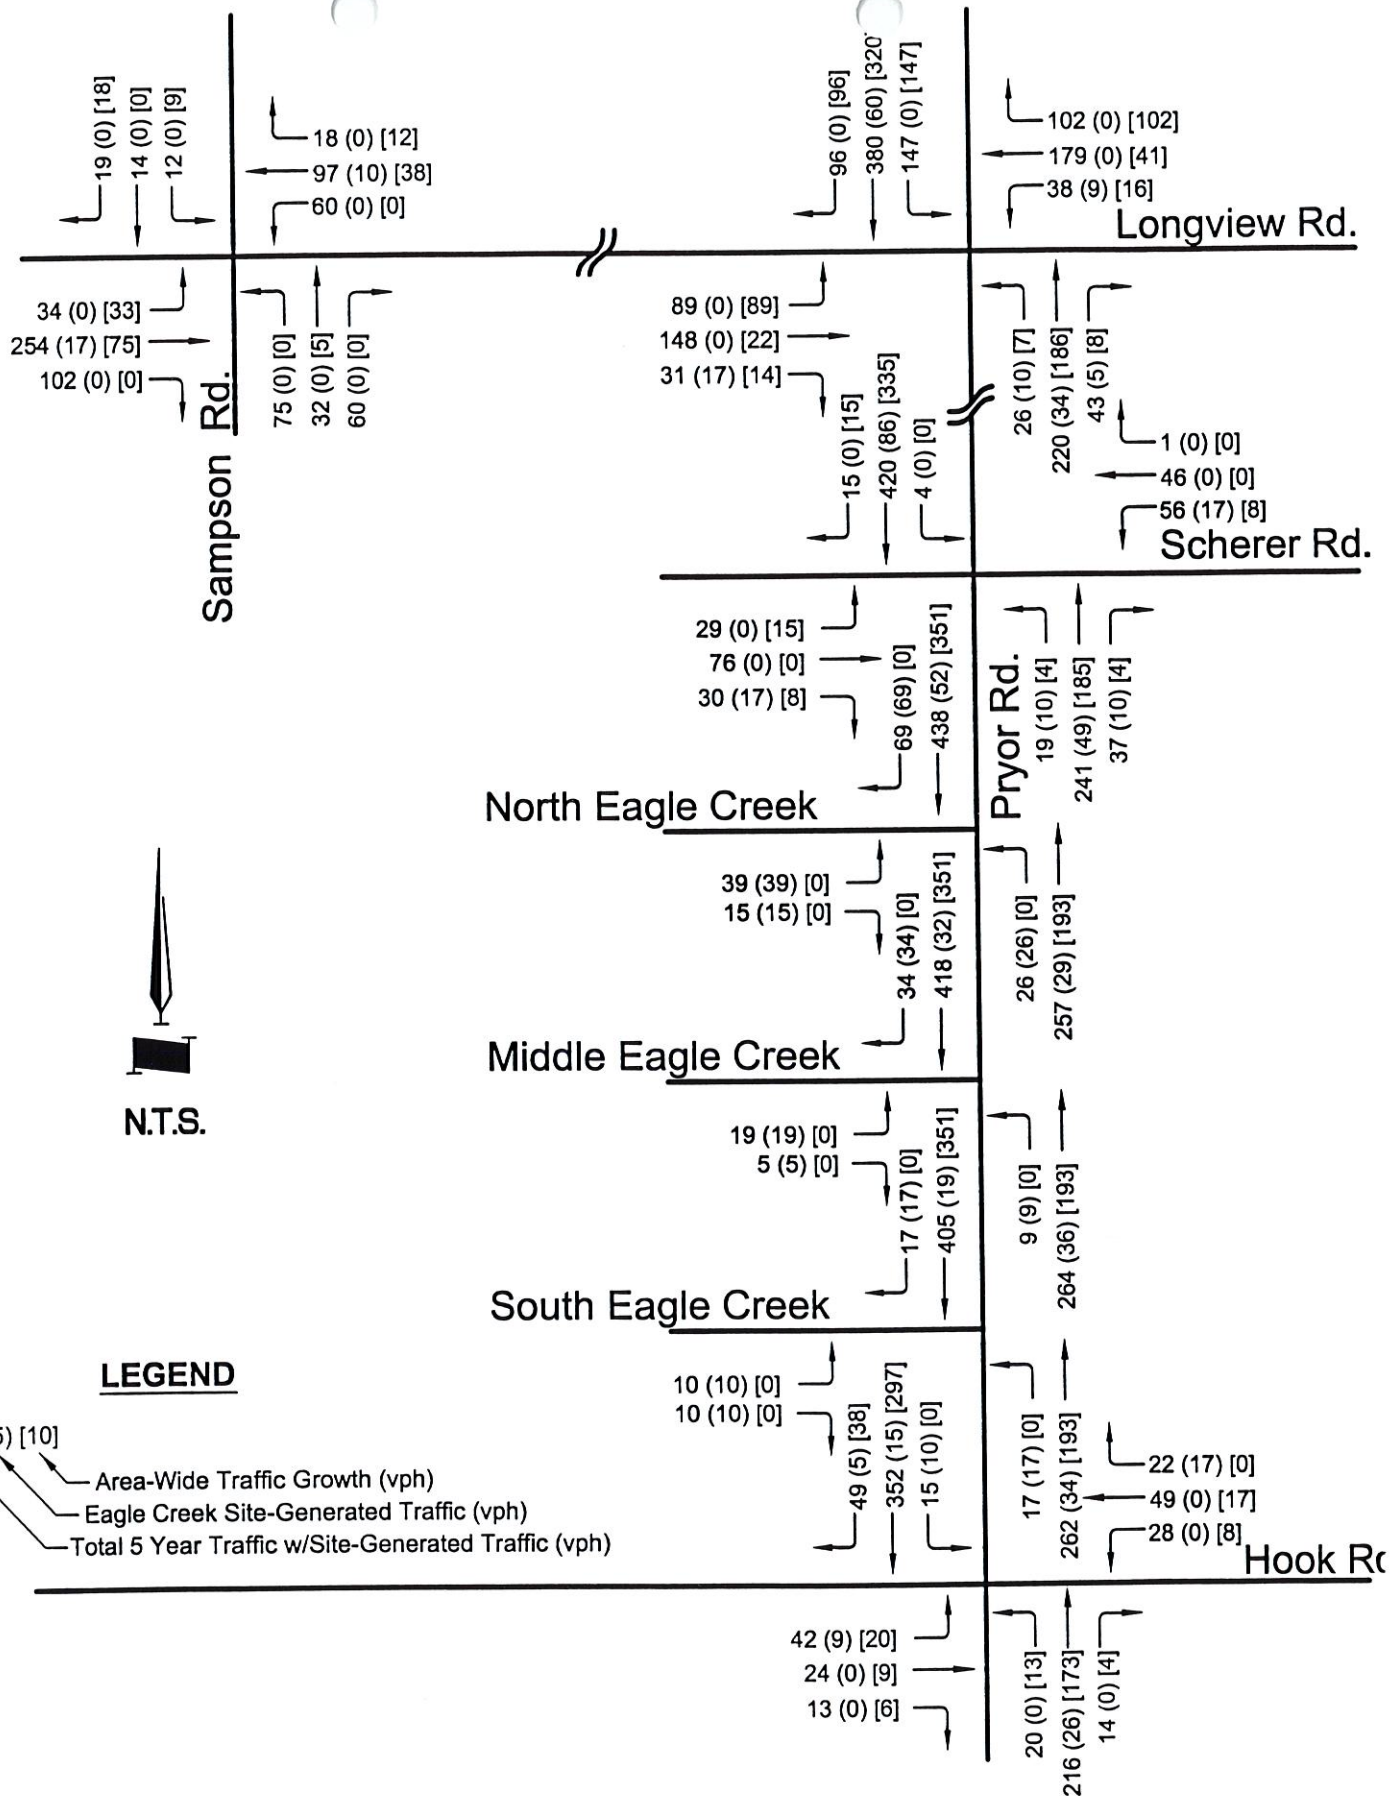 19 (0) [18]
14 (0) [0]
12 (0) [9]
18 (0) [12]
97 (10) [38]
60 (0) [0]
96 (0) [96]
380 (60) [320
147 (0) [147]
102 (0) [102]
179 (0) [41]
38 (9) [16]
Longview Rd.
34 (0) [33]
254 (17) [75]
102 (0) [0]
Sampson Rd.
75 (0) [0]
32 (0) [5]
60 (0) [0]
89 (0) [89]
148 (0) [22]
31 (17) [14]
26 (10) [7]
220 (34) [186]
43 (5) [8]
15 (0) [15]
420 (86) [335]
4 (0) [0]
1 (0) [0]
46 (0) [0]
56 (17) [8]
Scherer Rd.
29 (0) [15]
76 (0) [0]
30 (17) [8]
69 (69) [0]
438 (52) [351]
Pryor Rd.
19 (10) [4]
241 (49) [185]
37 (10) [4]
North Eagle Creek
39 (39) [0]
15 (15) [0]
34 (34) [0]
418 (32) [351]
26 (26) [0]
257 (29) [193]
Middle Eagle Creek
N.T.S.
19 (19) [0]
5 (5) [0]
17 (17) [0]
405 (19) [351]
9 (9) [0]
264 (36) [193]
South Eagle Creek
LEGEND
10 (10) [0]
10 (10) [0]
49 (5) [38]
352 (15) [297]
15 (10) [0]
17 (17) [0]
262 (34) [193]
22 (17) [0]
49 (0) [17]
28 (0) [8]
) [10]
Area-Wide Traffic Growth (vph)
Eagle Creek Site-Generated Traffic (vph)
Total 5 Year Traffic w/Site-Generated Traffic (vph)
Hook R
42 (9) [20]
24 (0) [9]
13 (0) [6]
20 (0) [13]
216 (26) [173]
14 (0) [4]